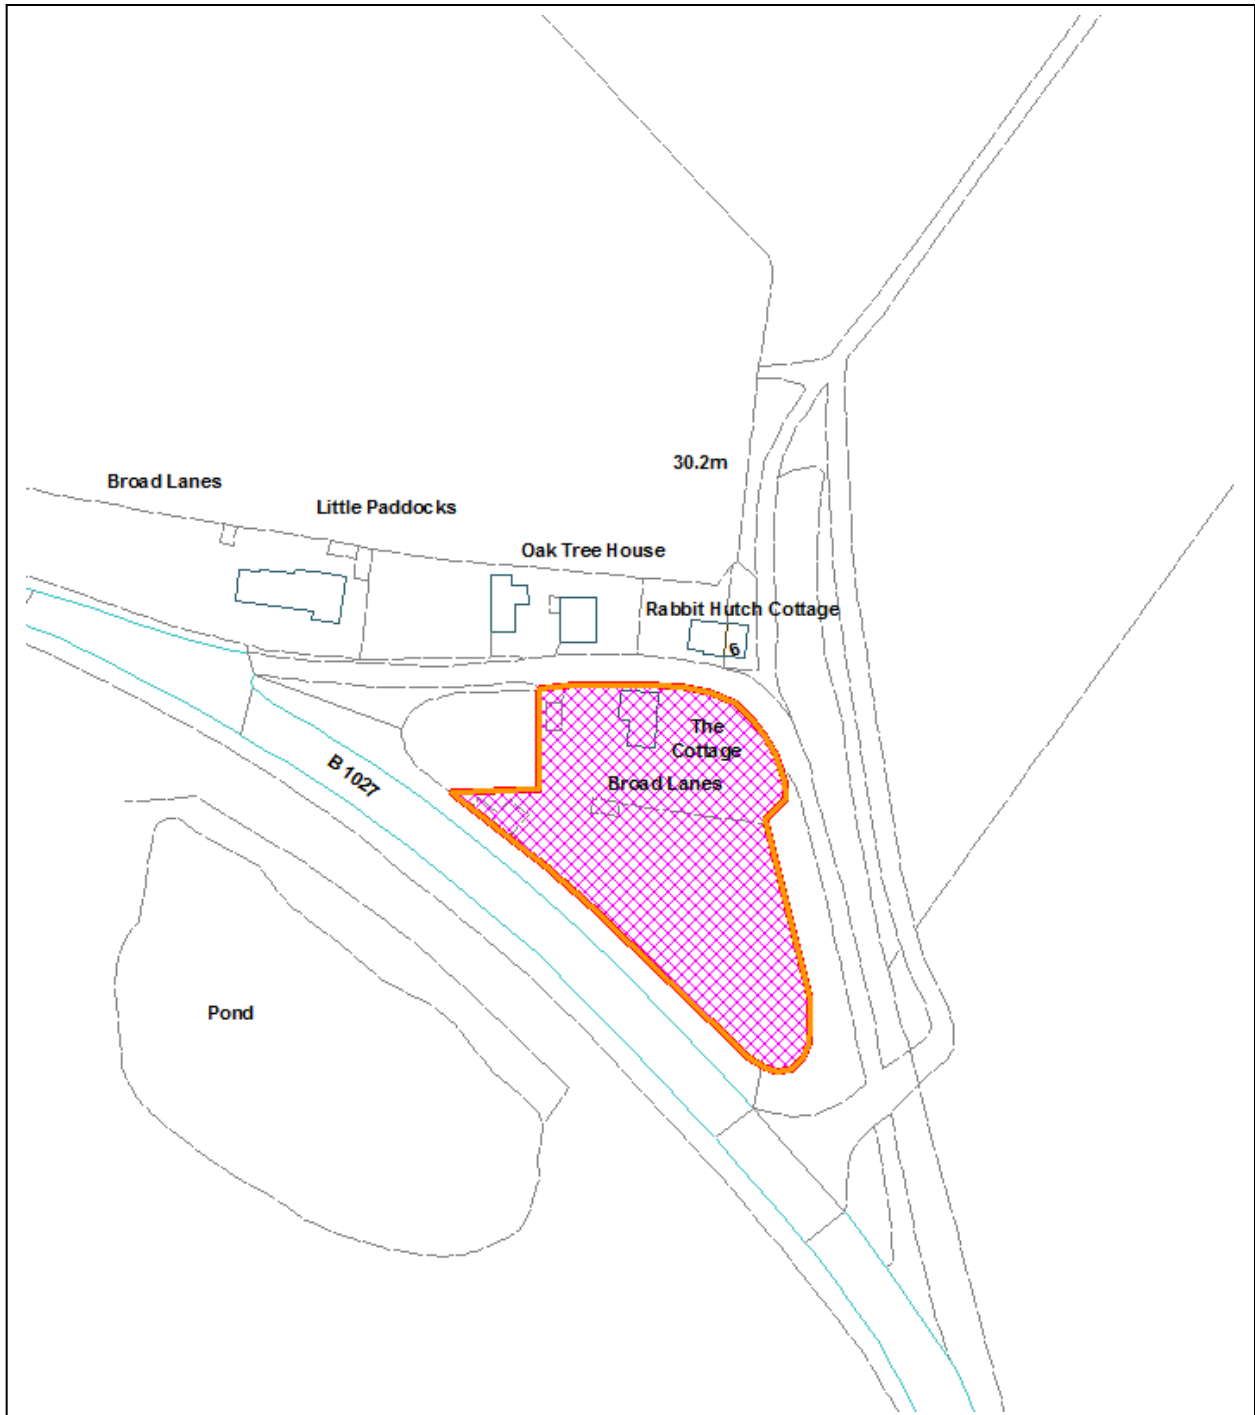 30.2m
Broad Lanes
Little Paddocks
Oak Tree House
Rabbit Hutch Cottage
6
The
Cottage
Broad Lanes
B 1027
Pond